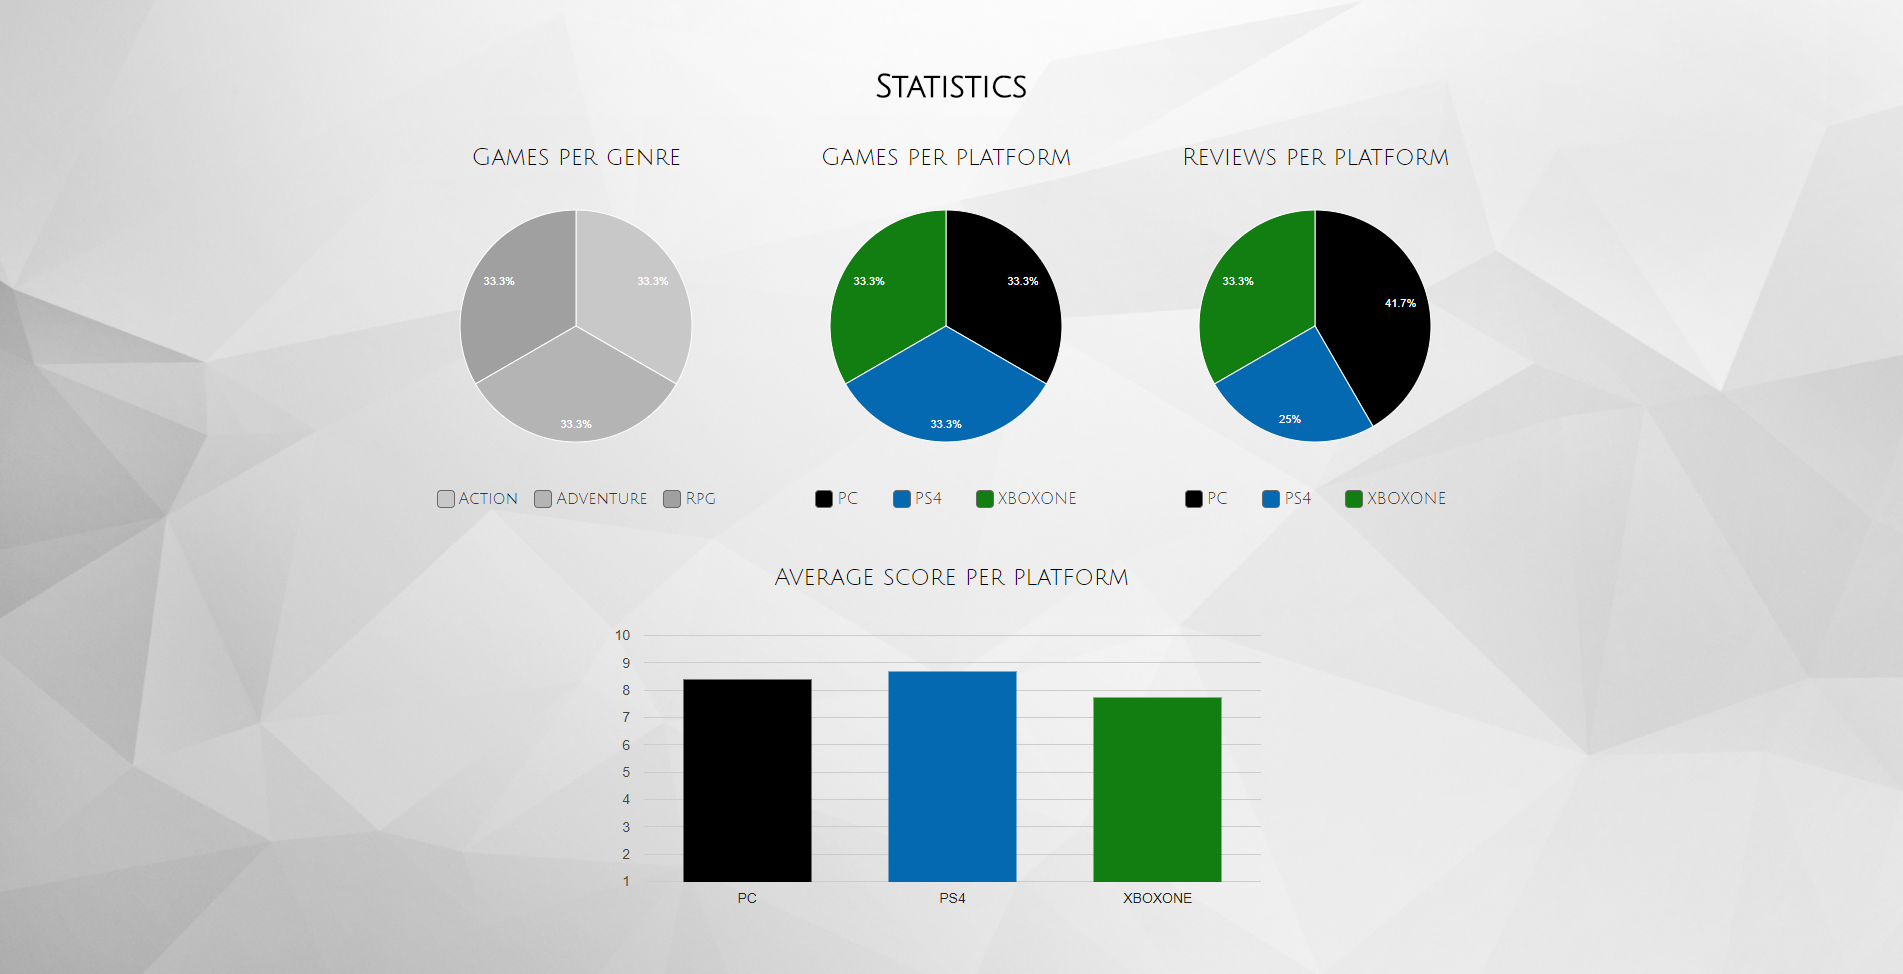 Statistics
Games per genre
Games per platform
Reviews per platform
33.3%
33.3%
33.3%
33.3%
33.3%
33.3%
33.3%
41.7%
25%
Action Adventure Rpg
PC PS4 XBOXONE
PC PS4 XBOXONE
Average score per platform
10
9
8
7
6
5
4
3
2
1
PC PS4 XBOXONE